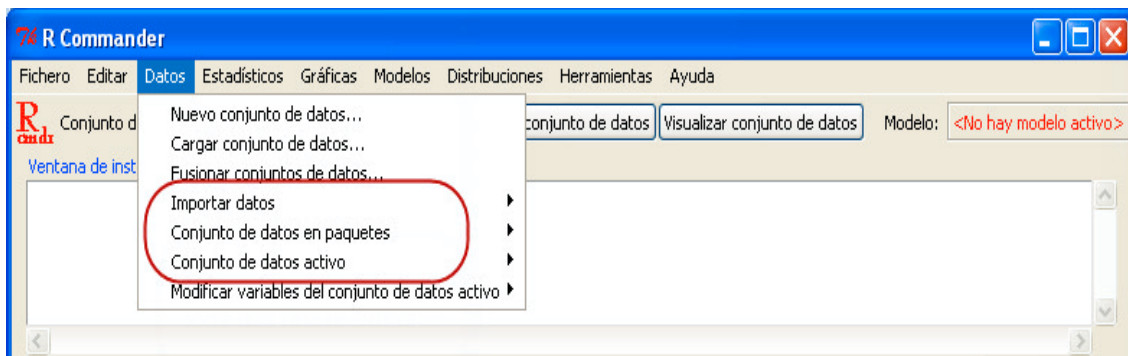 R Commander
Fichero Editar Datos Estadísticos Gráficas Modelos Distribuciones Herramientas Ayuda
R cmdr Conjunto d conjunto de datos Visualizar conjunto de datos Modelo: <No hay modelo activo>
Ventana de inst
Nuevo conjunto de datos...
Cargar conjunto de datos...
Fusionar conjuntos de datos...
Importar datos
Conjunto de datos en paquetes
Conjunto de datos activo
Modificar variables del conjunto de datos activo